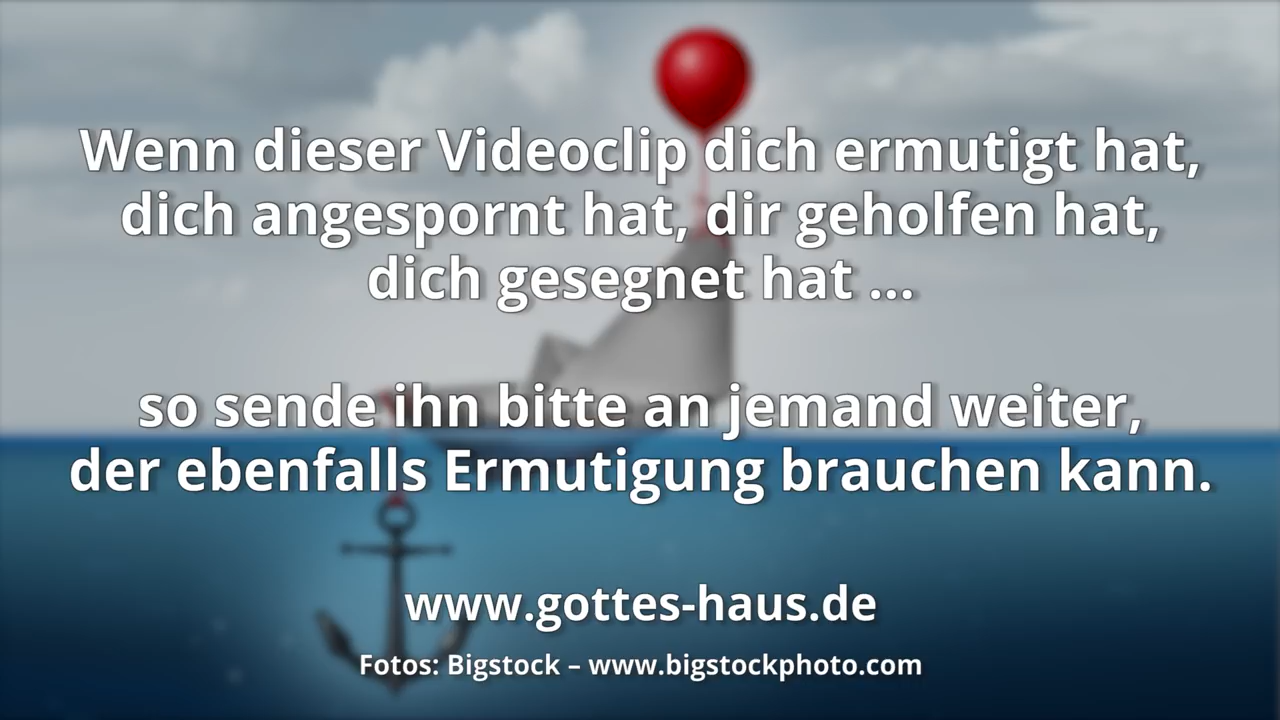 Wenn dieser Videoclip dich ermutigt hat,
dich angespornt hat, dir geholfen hat,
dich gesegnet hat ...
so sende ihn bitte an jemand weiter,
der ebenfalls Ermutigung brauchen kann.
www.gottes-haus.de
Fotos: Bigstock – www.bigstockphoto.com